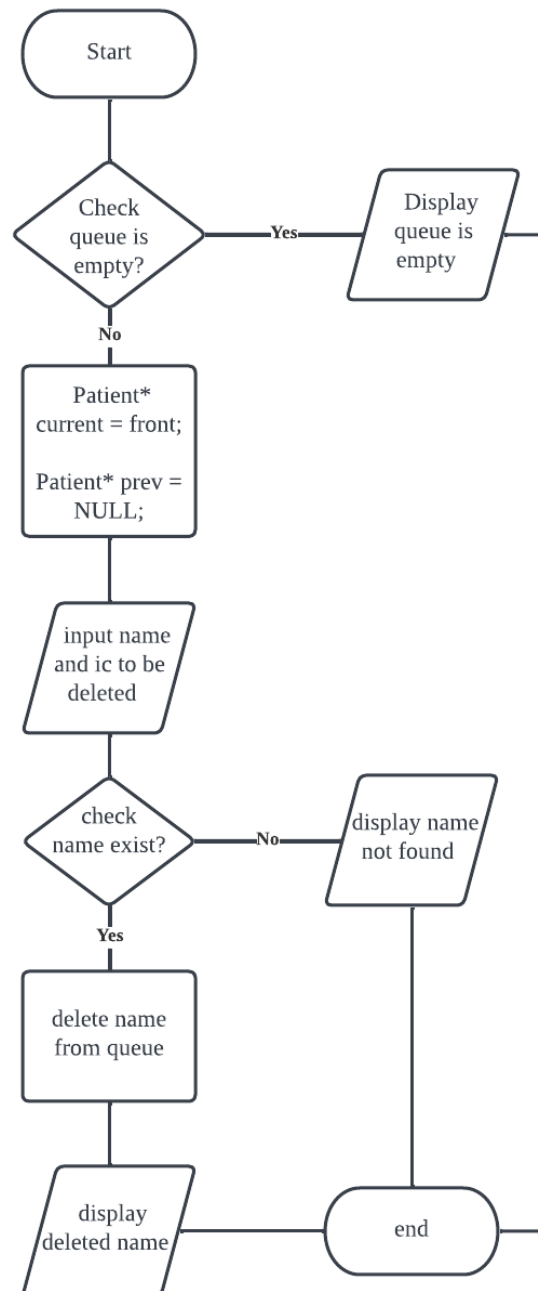 Start
Check
queue is
empty?
Yes
Display
queue is
empty
No
Patient*
current = front;
Patient* prev =
NULL;
input name
and ic to be
deleted
check
name exist?
No
display name
not found
Yes
delete name
from queue
display
deleted name
end